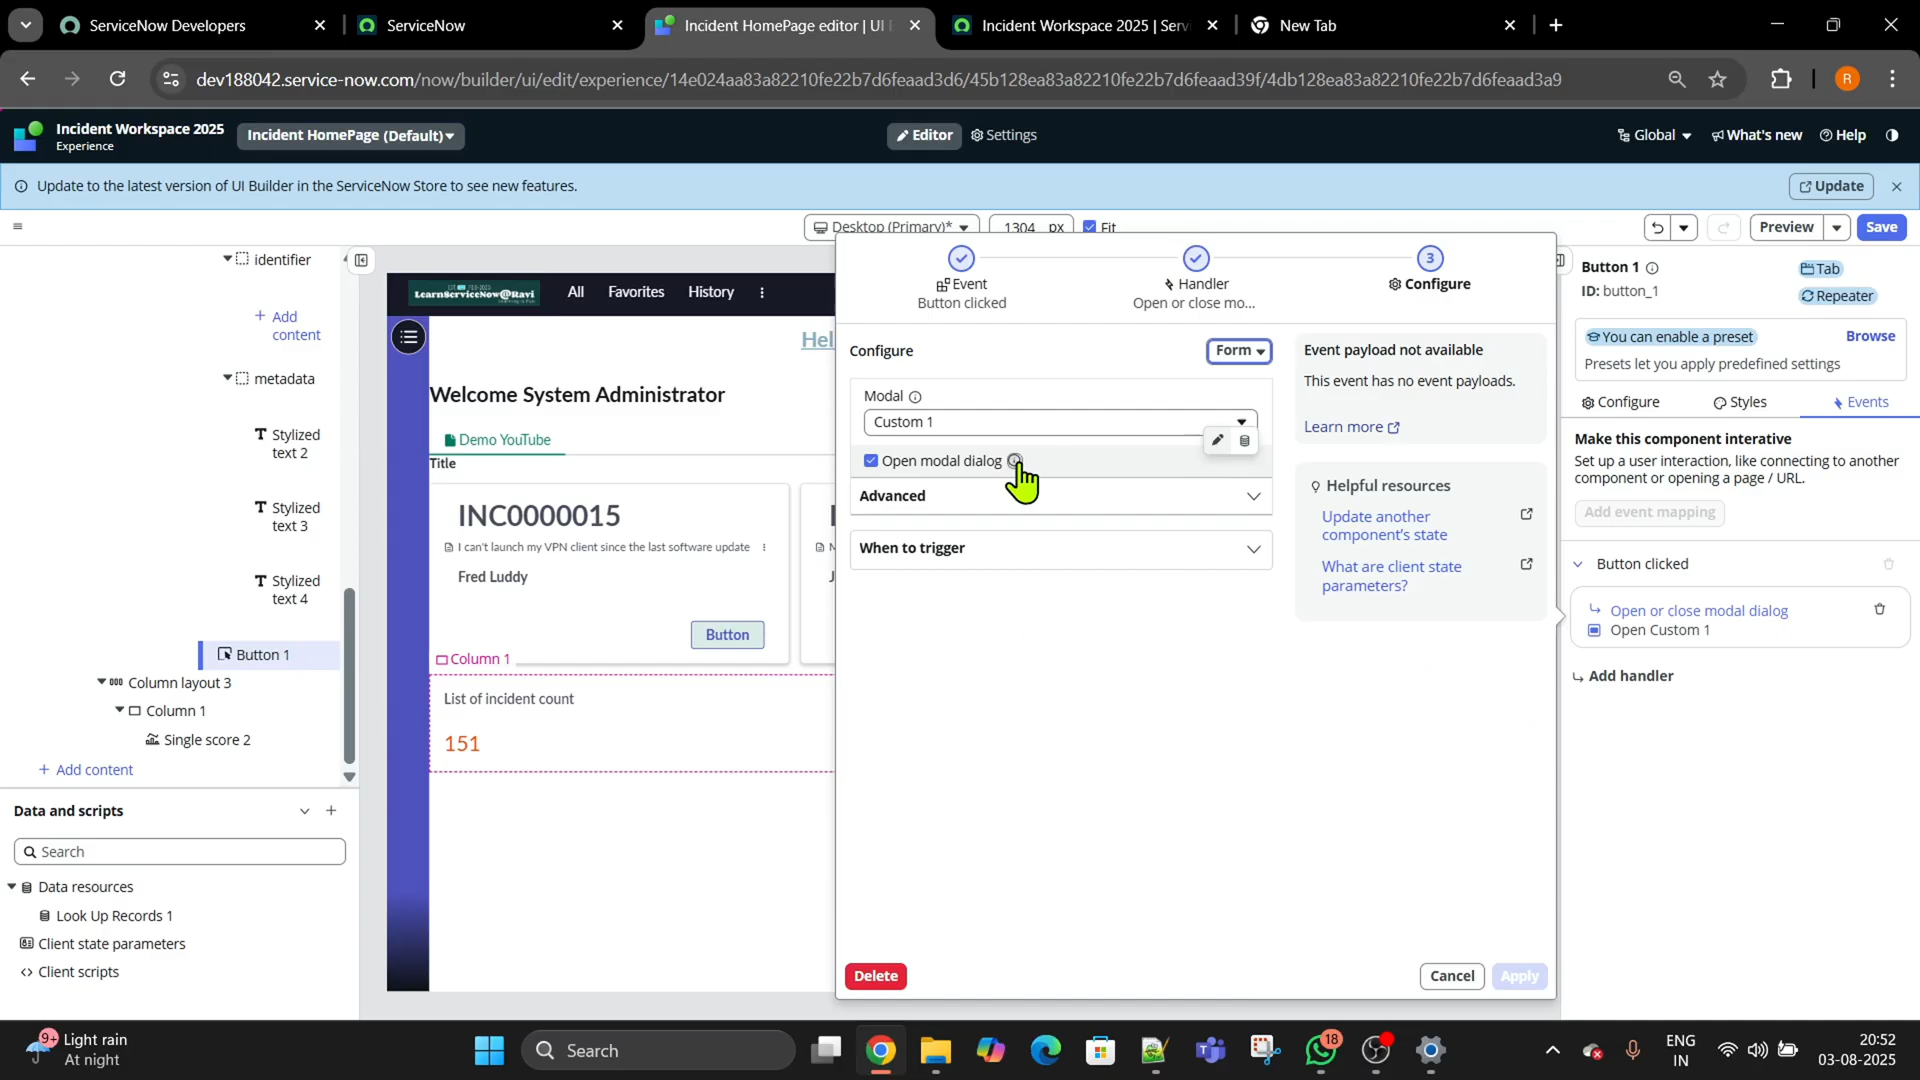 ServiceNow Developers
ServiceNow
Incident HomePage editor | UI
Incident Workspace 2025 | Serv
New Tab
dev188042.service-now.com/now/builder/ui/edit/experience/14e024aa83a82210fe22b7d6feaad3d6/45b128ea83a82210fe22b7d6feaad39f/4db128ea83a82210fe22b7d6feaad3a9
R
Incident Workspace 2025
Experience
Incident HomePage (Default)
Editor
Settings
Global
What's new
Help
Update to the latest version of UI Builder in the ServiceNow Store to see new features.
Update
Desktop (Primary)*
1304 px
Fit
Preview
Save
identifier
+ Add content
metadata
Stylized text 2
Stylized text 3
Stylized text 4
Button 1
Column layout 3
Column 1
Single score 2
+ Add content
Data and scripts
Search
Data resources
Look Up Records 1
Client state parameters
Client scripts
LearnServiceNow@Ravi
All
Favorites
History
Hel
Welcome System Administrator
Demo YouTube
Title
INC0000015
I can't launch my VPN client since the last software update
Fred Luddy
Button
Column 1
List of incident count
151
Event
Button clicked
Handler
Open or close mo...
3
Configure
Configure
Form
Modal
Custom 1
Open modal dialog
Advanced
When to trigger
Event payload not available
This event has no event payloads.
Learn more
Helpful resources
Update another component's state
What are client state parameters?
Delete
Cancel
Apply
Button 1
ID: button_1
Tab
Repeater
You can enable a preset
Browse
Presets let you apply predefined settings
Configure
Styles
Events
Make this component interative
Set up a user interaction, like connecting to another component or opening a page / URL.
Add event mapping
Button clicked
Open or close modal dialog
Open Custom 1
Add handler
9+
Light rain
At night
Search
18
ENG
IN
20:52
03-08-2025